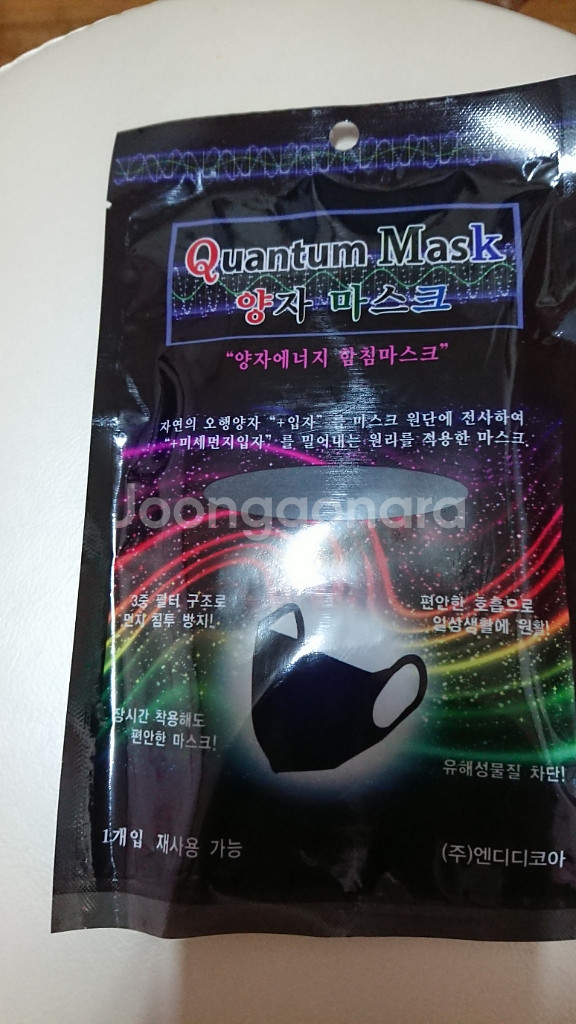 Quantum Mask
양자 마스크
“양자에너지 함침마스크”
자연의 오행양자 “+입자” 를 마스크 원단에 전사하여
“+미세먼지입자”를 밀어내는 원리를 적용한 마스크
Joonggonara
3중 필터 구조로
먼지 침투 방지!
편안한 호흡으로
일상생활에 원활!
장시간 착용해도
편안한 마스크!
유해성물질 차단!
1개입 재사용 가능
(주)엔디디코아